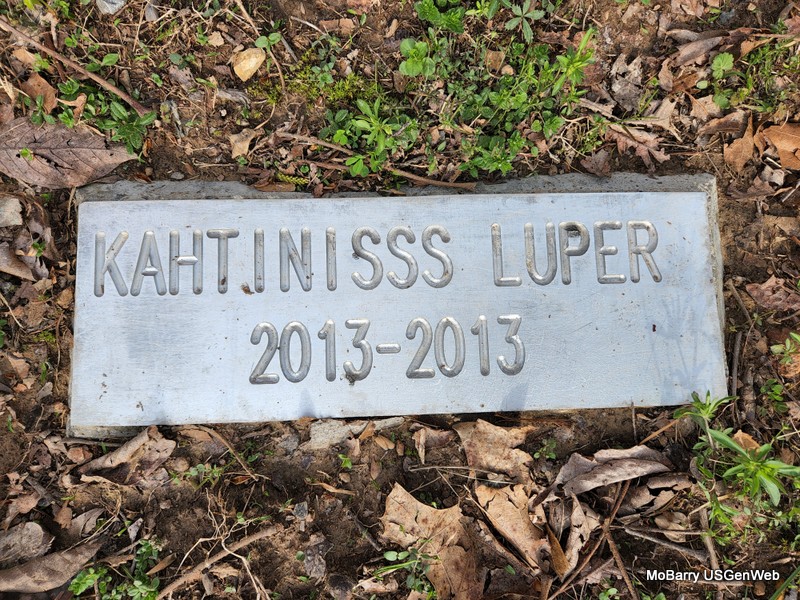 KAHTINISSS LUPER
2013-2013
MoBarry USGenWeb